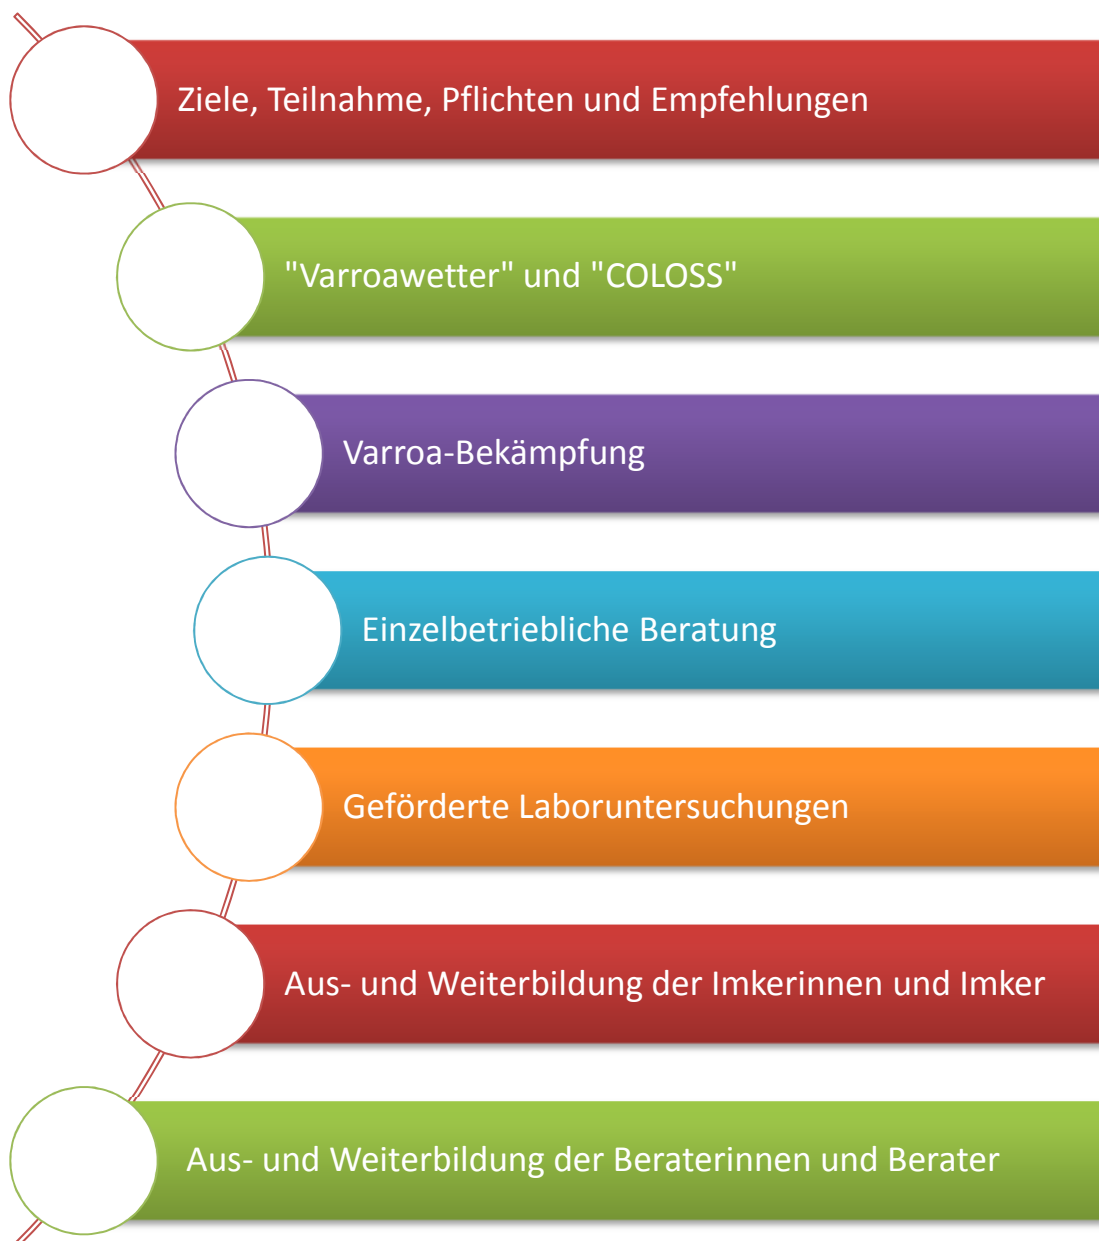 Ziele, Teilnahme, Pflichten und Empfehlungen
"Varroawetter" und "COLOSS"
Varroa-Bekämpfung
Einzelbetriebliche Beratung
Geförderte Laboruntersuchungen
Aus- und Weiterbildung der Imkerinnen und Imker
Aus- und Weiterbildung der Beraterinnen und Berater